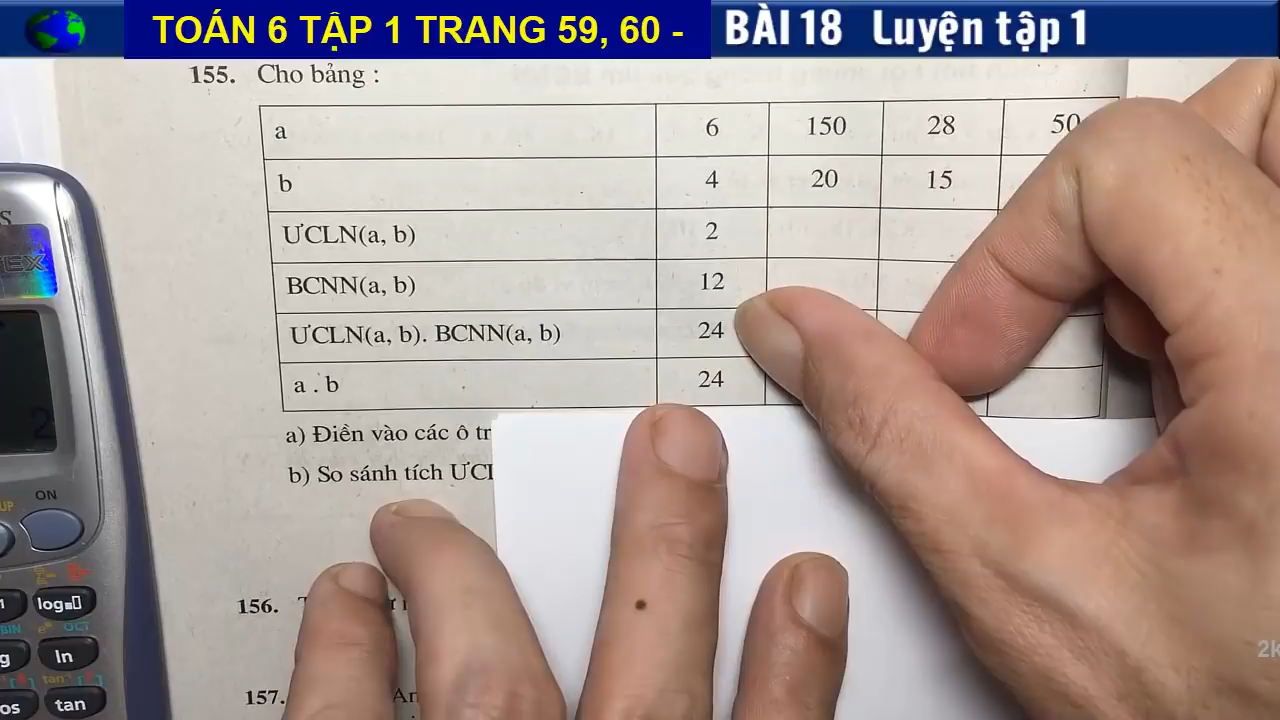 TOÁN 6 TẬP 1 TRANG 59, 60 - BÀI 18 Luyện tập 1
155. Cho bảng :
a 6 150 28 50
b 4 20 15
ƯCLN(a, b) 2
BCNN(a, b) 12
ƯCLN(a, b). BCNN(a, b) 24
a . b 24
a) Điền vào các ô
b) So sánh tích
156.
157. An
ON
log
ln
tan
2k